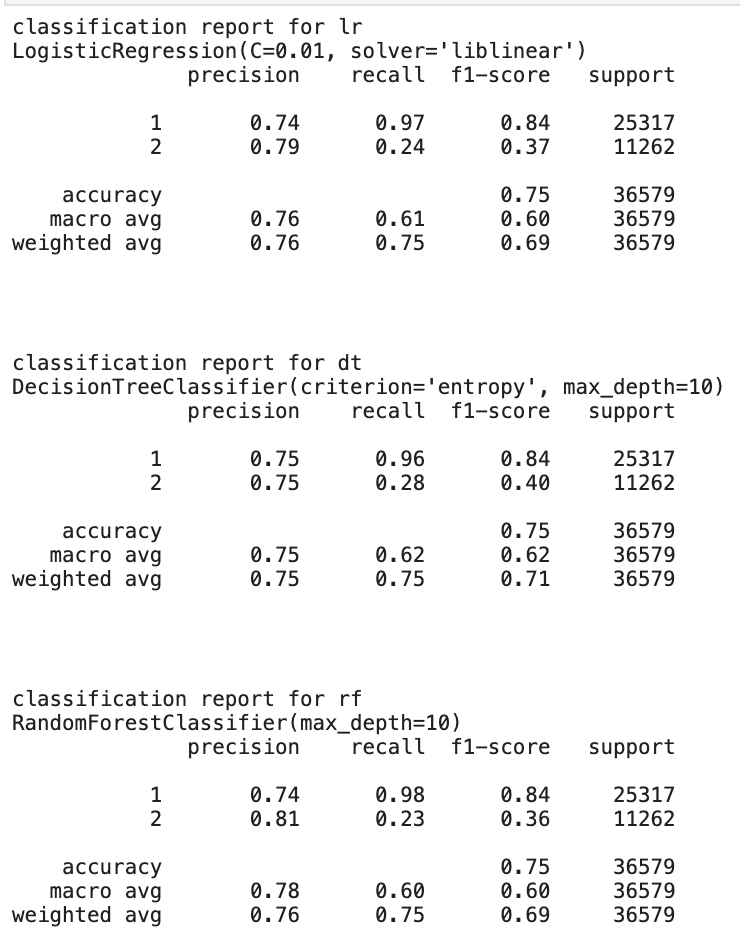 classification report for lr
LogisticRegression(C=0.01, solver='liblinear')
precision recall f1-score support
1 0.74 0.97 0.84 25317
2 0.79 0.24 0.37 11262
accuracy 0.75 36579
macro avg 0.76 0.61 0.60 36579
weighted avg 0.76 0.75 0.69 36579
classification report for dt
DecisionTreeClassifier(criterion='entropy', max_depth=10)
precision recall f1-score support
1 0.75 0.96 0.84 25317
2 0.75 0.28 0.40 11262
accuracy 0.75 36579
macro avg 0.75 0.62 0.62 36579
weighted avg 0.75 0.75 0.71 36579
classification report for rf
RandomForestClassifier(max_depth=10)
precision recall f1-score support
1 0.74 0.98 0.84 25317
2 0.81 0.23 0.36 11262
accuracy 0.75 36579
macro avg 0.78 0.60 0.60 36579
weighted avg 0.76 0.75 0.69 36579